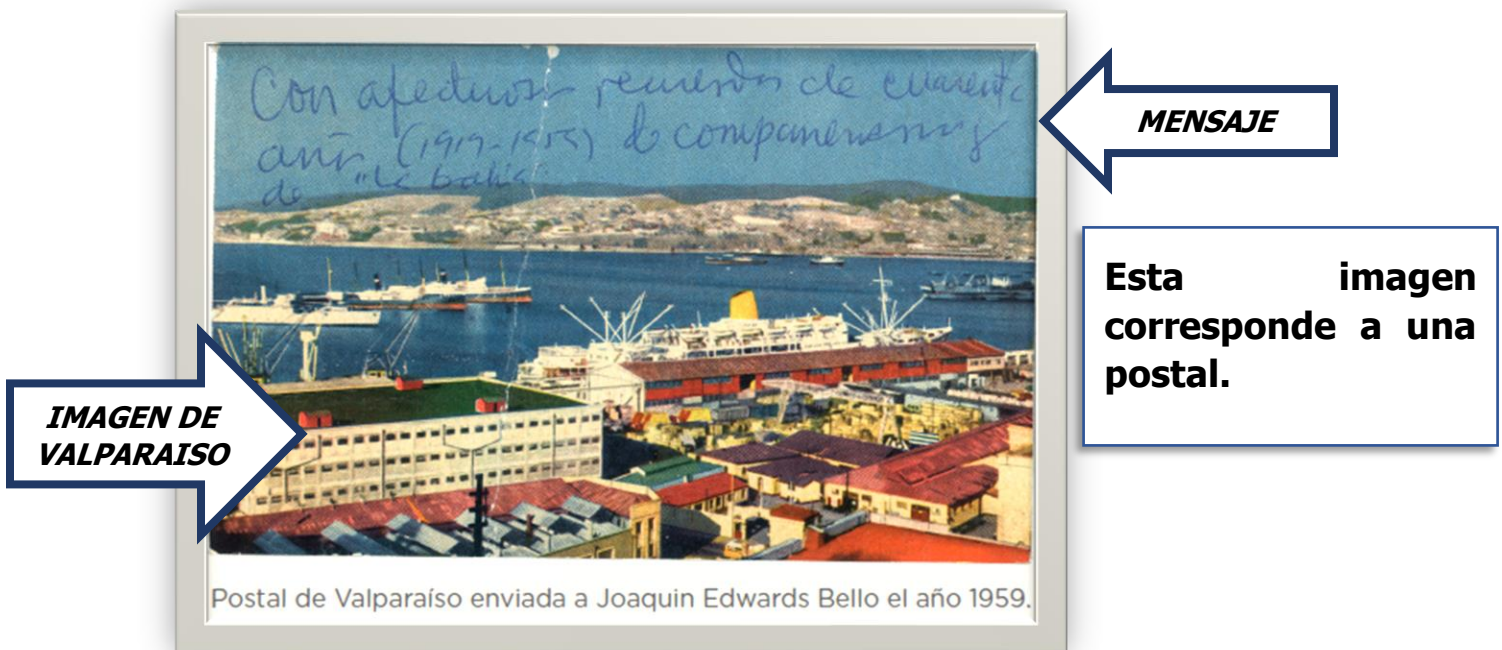 Con afectuosos recuerdos de cuarenta
años (1919-1959) de compañerismo y
de "la bahía
MENSAJE
Esta imagen
corresponde a una
postal.
IMAGEN DE
VALPARAISO
Postal de Valparaíso enviada a Joaquin Edwards Bello el año 1959.